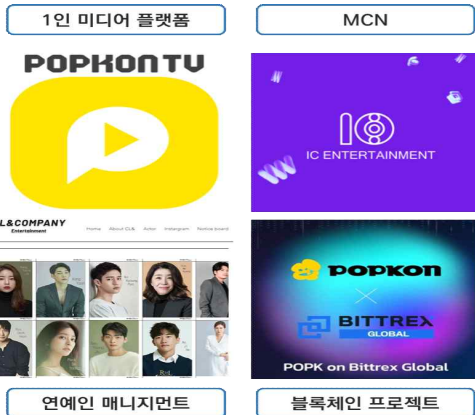 1인 미디어 플랫폼
MCN
POPKONTV
IC ENTERTAINMENT
L&COMPANY
Entertainment
Home About CL& Actor Instargram Notice board
POPKON
BITTREX
GLOBAL
POPK on Bittrex Global
연예인 매니지먼트
블록체인 프로젝트